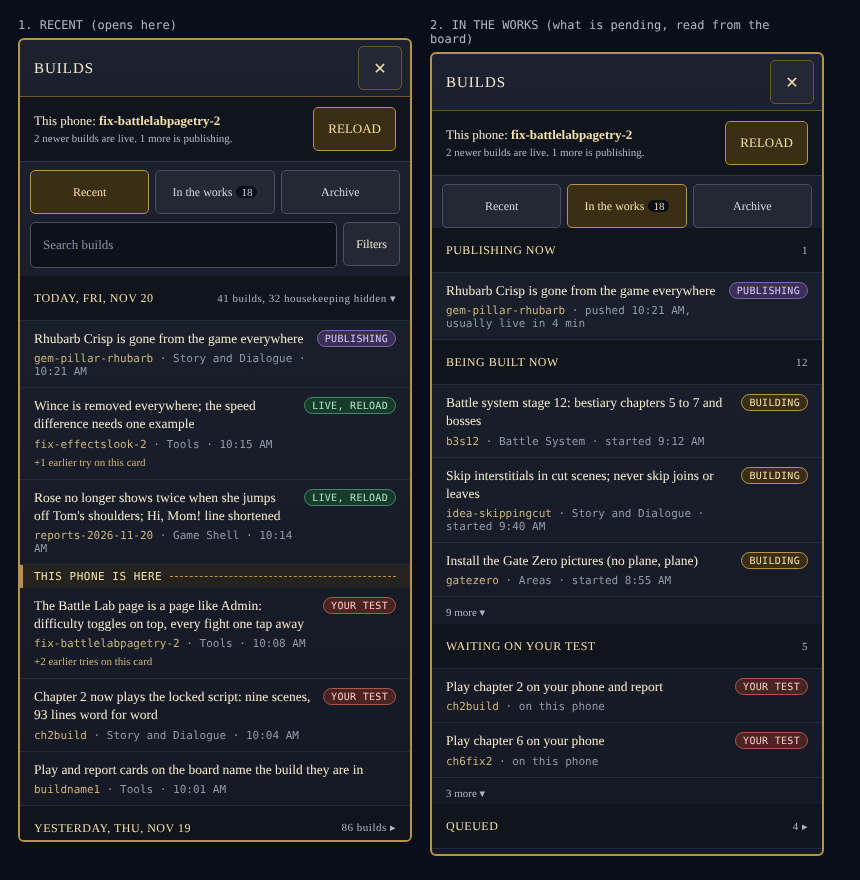 1. RECENT (opens here)
BUILDS
✕
This phone: fix-battlelabpagetry-2
2 newer builds are live. 1 more is publishing.
RELOAD
Recent
In the works 18
Archive
Search builds
Filters
TODAY, FRI, NOV 20
41 builds, 32 housekeeping hidden ▾
Rhubarb Crisp is gone from the game everywhere
PUBLISHING
gem-pillar-rhubarb · Story and Dialogue ·
10:21 AM
Wince is removed everywhere; the speed
difference needs one example
LIVE, RELOAD
fix-effectslook-2 · Tools · 10:15 AM
+1 earlier try on this card
Rose no longer shows twice when she jumps
off Tom's shoulders; Hi, Mom! line shortened
LIVE, RELOAD
reports-2026-11-20 · Game Shell · 10:14
AM
THIS PHONE IS HERE
The Battle Lab page is a page like Admin:
difficulty toggles on top, every fight one tap away
YOUR TEST
fix-battlelabpagetry-2 · Tools · 10:08 AM
+2 earlier tries on this card
Chapter 2 now plays the locked script: nine scenes,
93 lines word for word
YOUR TEST
ch2build · Story and Dialogue · 10:04 AM
Play and report cards on the board name the build they are in
buildname1 · Tools · 10:01 AM
YESTERDAY, THU, NOV 19
86 builds ▸
2. IN THE WORKS (what is pending, read from the
board)
BUILDS
✕
This phone: fix-battlelabpagetry-2
2 newer builds are live. 1 more is publishing.
RELOAD
Recent
In the works 18
Archive
PUBLISHING NOW
1
Rhubarb Crisp is gone from the game everywhere
PUBLISHING
gem-pillar-rhubarb · pushed 10:21 AM,
usually live in 4 min
BEING BUILT NOW
12
Battle system stage 12: bestiary chapters 5 to 7 and
bosses
BUILDING
b3s12 · Battle System · started 9:12 AM
Skip interstitials in cut scenes; never skip joins or
leaves
BUILDING
idea-skippingcut · Story and Dialogue ·
started 9:40 AM
Install the Gate Zero pictures (no plane, plane)
BUILDING
gatezero · Areas · started 8:55 AM
9 more ▾
WAITING ON YOUR TEST
5
Play chapter 2 on your phone and report
YOUR TEST
ch2build · on this phone
Play chapter 6 on your phone
YOUR TEST
ch6fix2 · on this phone
3 more ▾
QUEUED
4 ▸